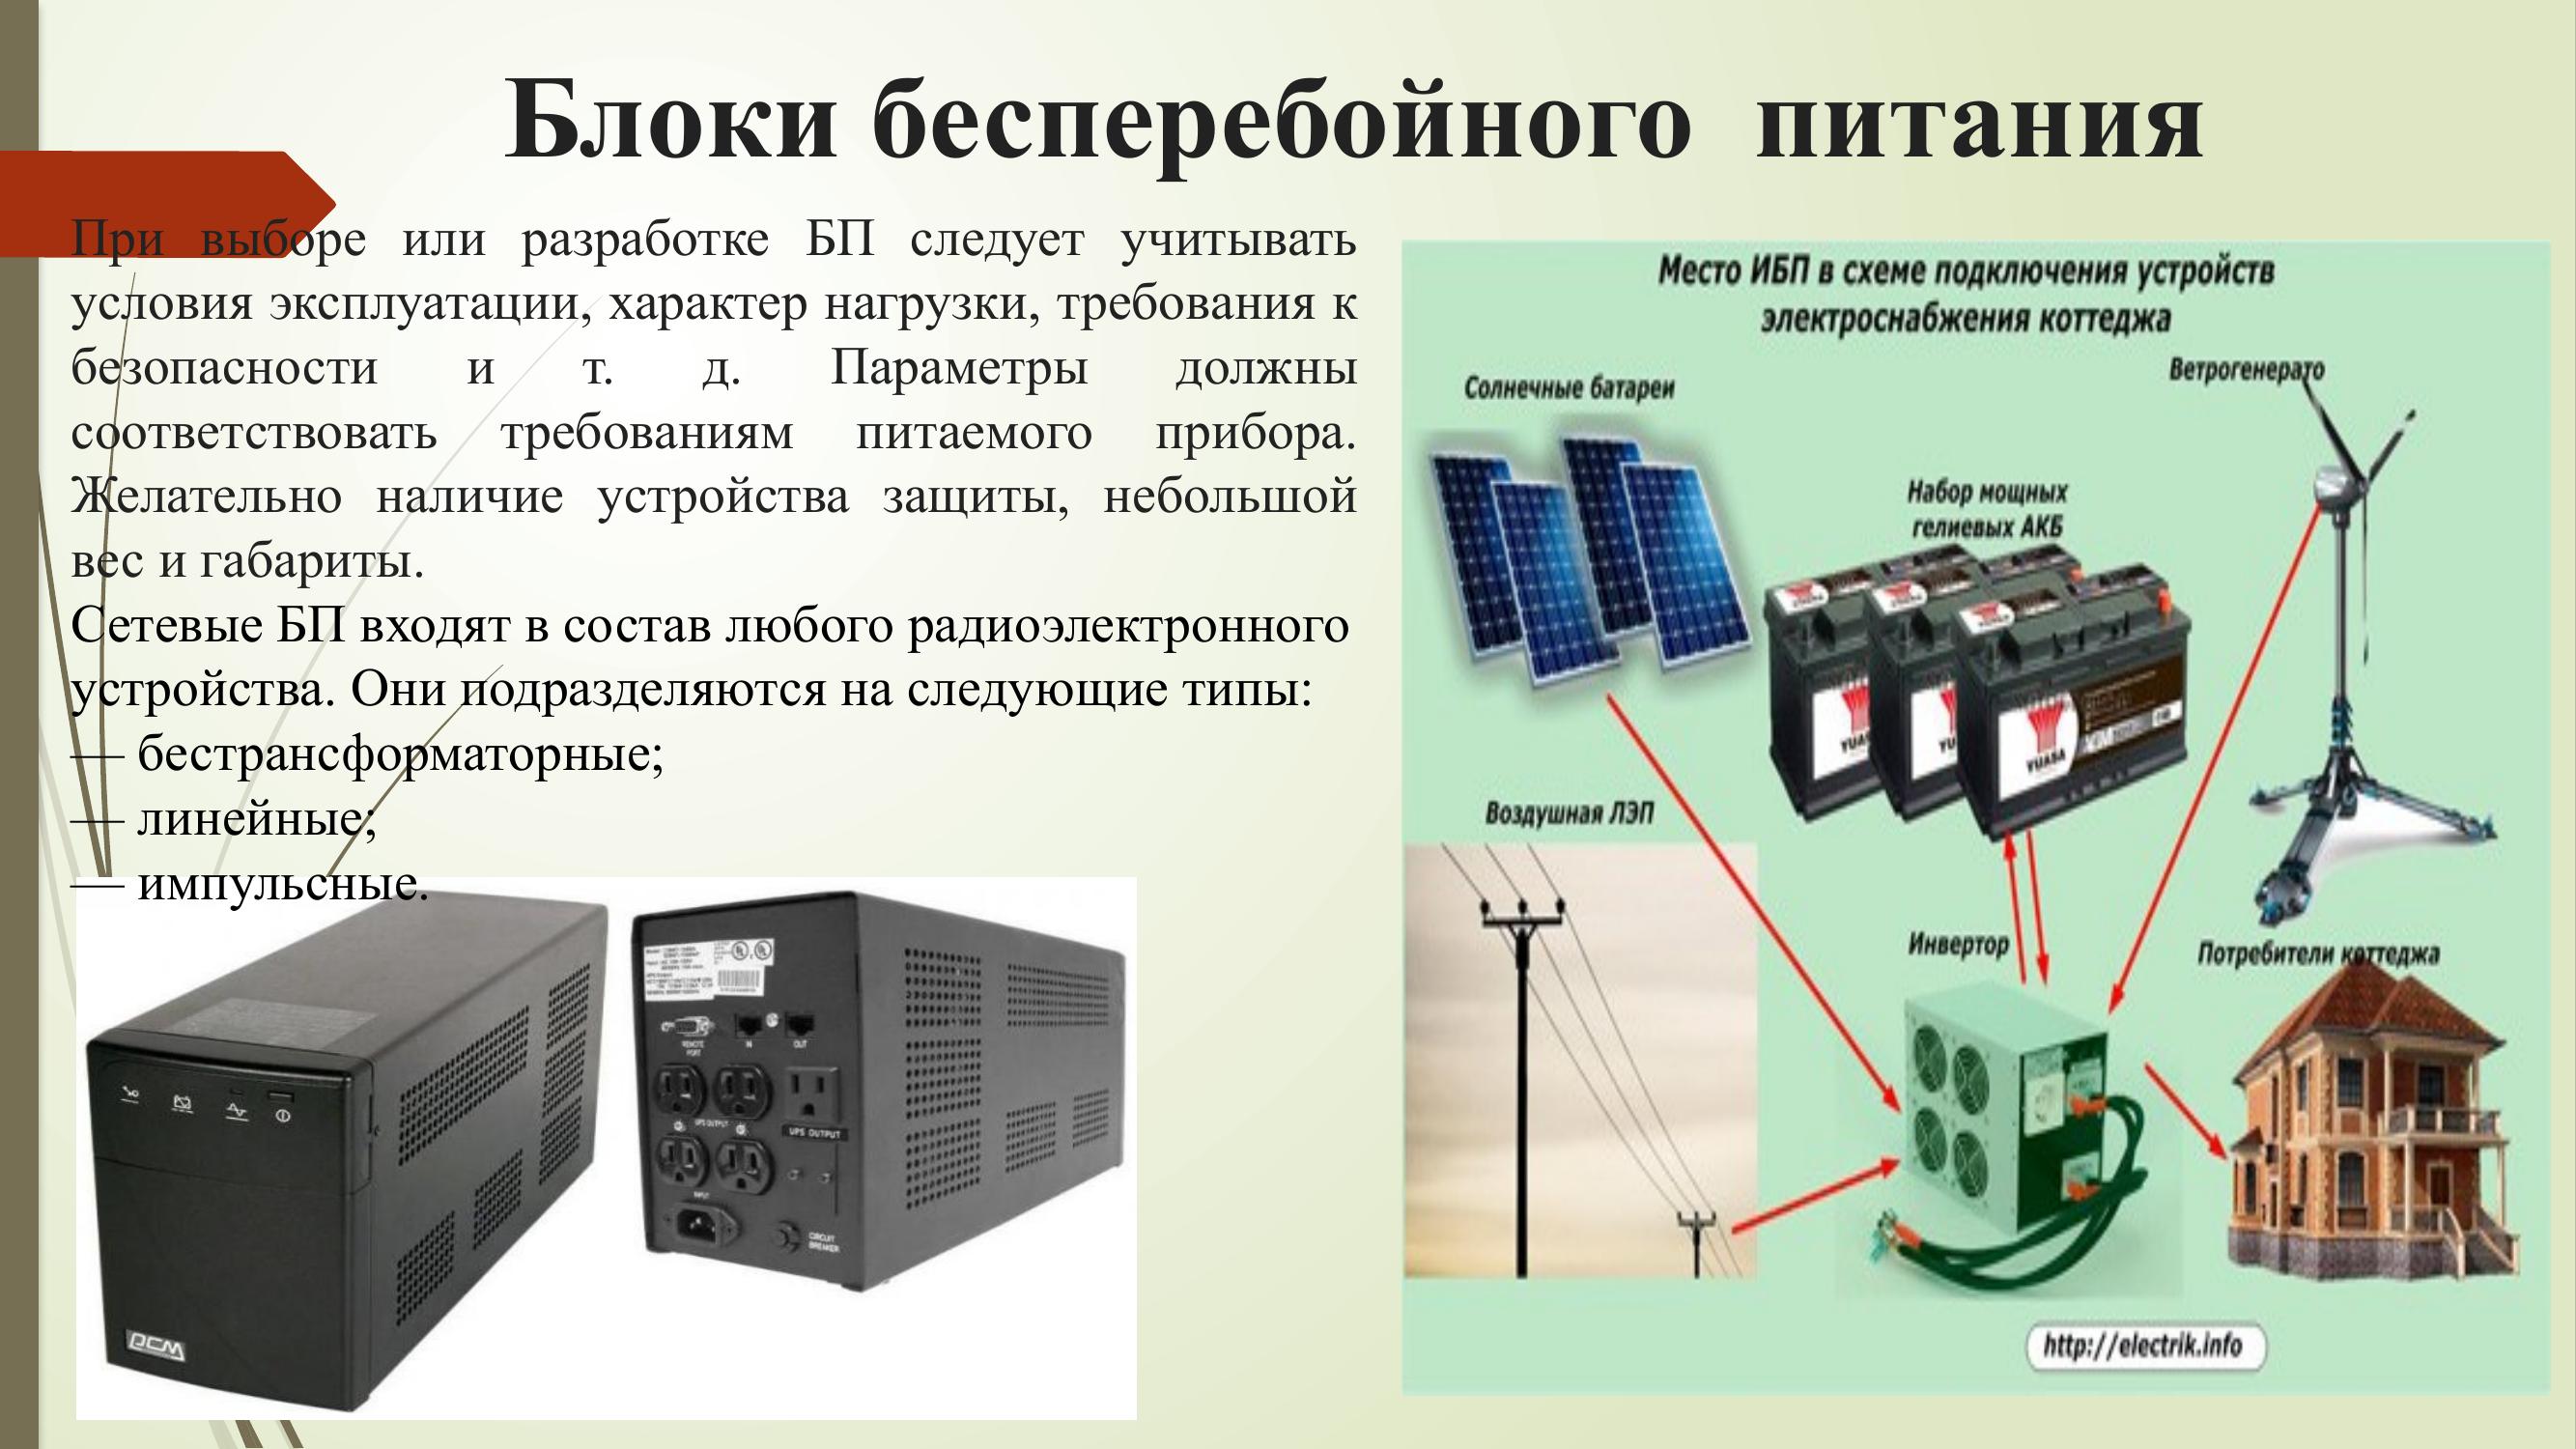 Блоки бесперебойного питания
При выборе или разработке БП следует учитывать
условия эксплуатации, характер нагрузки, требования к
безопасности и т. д. Параметры должны
соответствовать требованиям питаемого прибора.
Желательно наличие устройства защиты, небольшой
вес и габариты.
Сетевые БП входят в состав любого радиоэлектронного
устройства. Они подразделяются на следующие типы:
— бестрансформаторные;
— линейные;
— импульсные.
REMOTE
PORT
IN
OUT
UPS OUTPUT
UPS OUTPUT
INPUT
CIRCUIT
BREAKER
PCM
Место ИБП в схеме подключения устройств
электроснабжения коттеджа
Ветрогенерато
Солнечные батареи
Набор мощных
гелиевых АКБ
YUASA
Воздушная ЛЭП
Инвертор
Потребители коттеджа
http://electrik.info